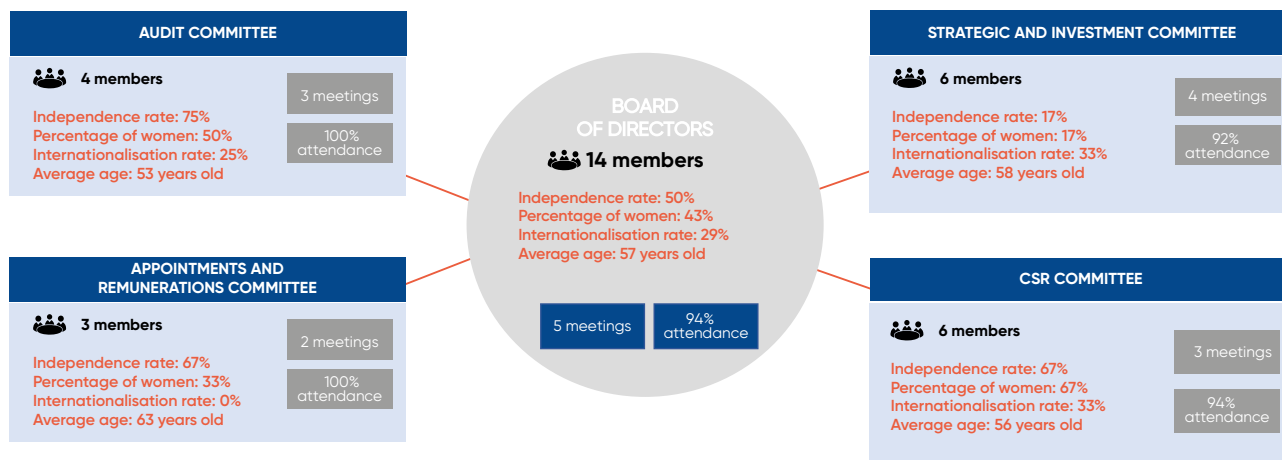 AUDIT COMMITTEE
4 members
Independence rate: 75%
Percentage of women: 50%
Internationalisation rate: 25%
Average age: 53 years old
3 meetings
100%
attendance
APPOINTMENTS AND
REMUNERATIONS COMMITTEE
3 members
Independence rate: 67%
Percentage of women: 33%
Internationalisation rate: 0%
Average age: 63 years old
2 meetings
100%
attendance
BOARD
OF DIRECTORS
14 members
Independence rate: 50%
Percentage of women: 43%
Internationalisation rate: 29%
Average age: 57 years old
5 meetings
94%
attendance
STRATEGIC AND INVESTMENT COMMITTEE
6 members
Independence rate: 17%
Percentage of women: 17%
Internationalisation rate: 33%
Average age: 58 years old
4 meetings
92%
attendance
CSR COMMITTEE
6 members
Independence rate: 67%
Percentage of women: 67%
Internationalisation rate: 33%
Average age: 56 years old
3 meetings
94%
attendance